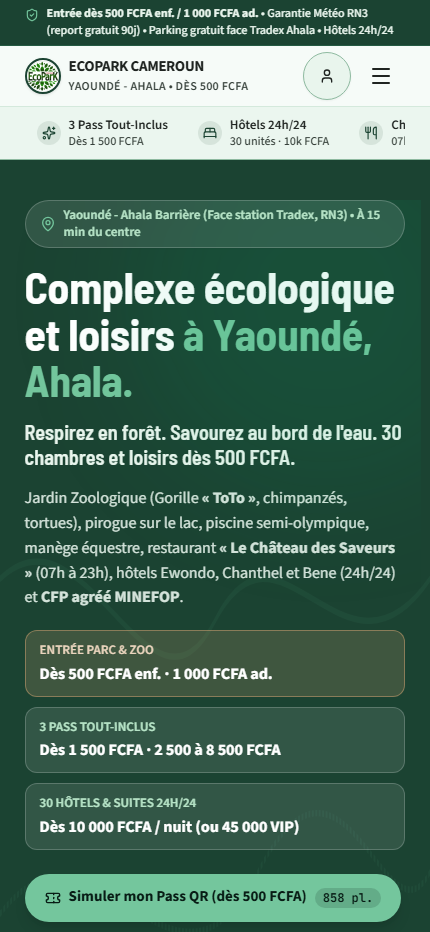 Entrée dès 500 FCFA enf. / 1 000 FCFA ad. • Garantie Météo RN3
(report gratuit 90j) • Parking gratuit face Tradex Ahala • Hôtels 24h/24
EcoParK
ECOPARK CAMEROUN
YAOUNDÉ - AHALA • DÈS 500 FCFA
3 Pass Tout-Inclus
Dès 1 500 FCFA
Hôtels 24h/24
30 unités · 10k FCFA
Ch
07
Yaoundé - Ahala Barrière (Face station Tradex, RN3) • À 15
min du centre
Complexe écologique
et loisirs à Yaoundé,
Ahala.
Respirez en forêt. Savourez au bord de l'eau. 30
chambres et loisirs dès 500 FCFA.
Jardin Zoologique (Gorille « ToTo », chimpanzés,
tortues), pirogue sur le lac, piscine semi-olympique,
manège équestre, restaurant « Le Château des Saveurs
» (07h à 23h), hôtels Ewondo, Chanthel et Bene (24h/24)
et CFP agréé MINEFOP.
ENTRÉE PARC & ZOO
Dès 500 FCFA enf. · 1 000 FCFA ad.
3 PASS TOUT-INCLUS
Dès 1 500 FCFA · 2 500 à 8 500 FCFA
30 HÔTELS & SUITES 24H/24
Dès 10 000 FCFA / nuit (ou 45 000 VIP)
Simuler mon Pass QR (dès 500 FCFA) 858 pl.